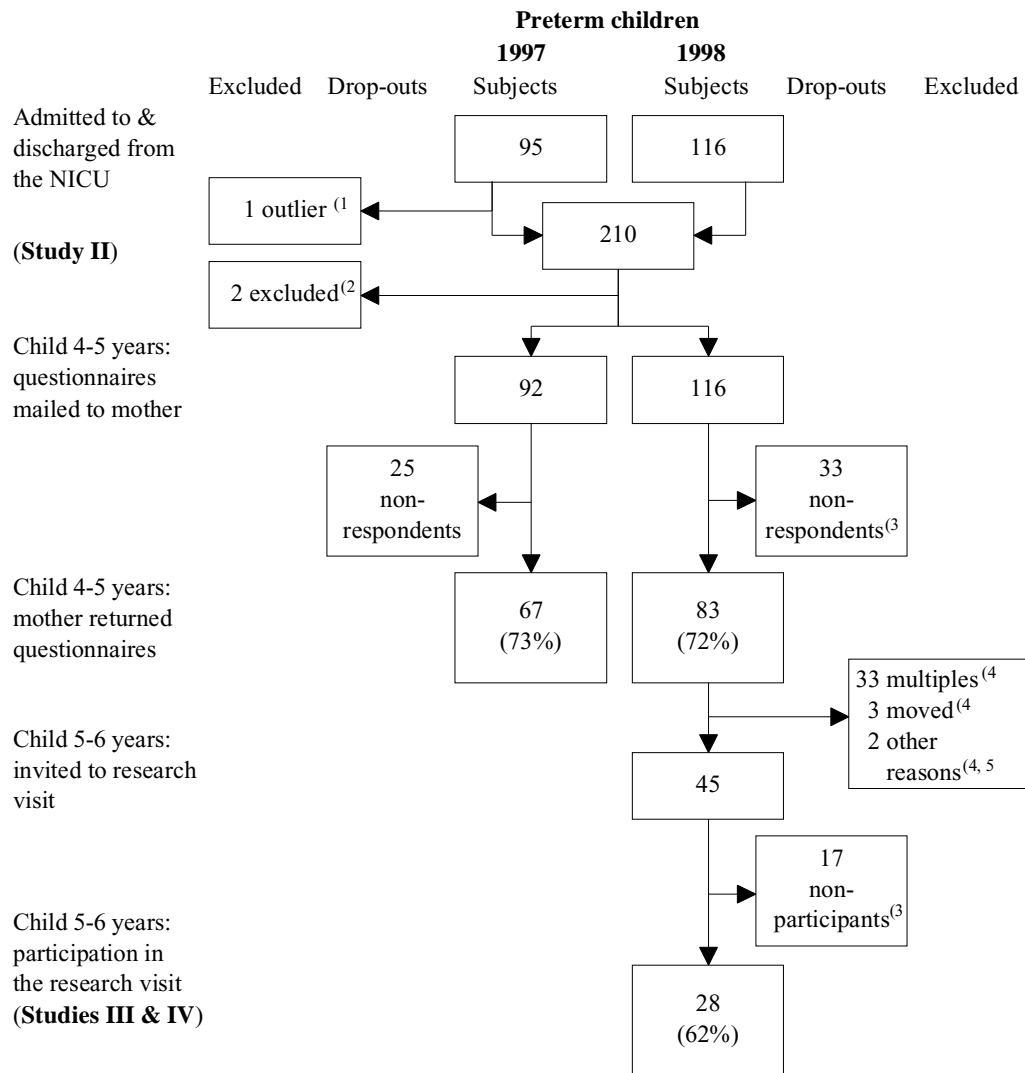 Preterm children
1997 1998
Excluded Drop-outs Subjects Subjects Drop-outs Excluded
Admitted to &
discharged from
the NICU
95
116
1 outlier (1
(Study II)
210
2 excluded(2
Child 4-5 years:
questionnaires
mailed to mother
92
116
25
non-
respondents
33
non-
respondents(3
Child 4-5 years:
mother returned
questionnaires
67
(73%)
83
(72%)
33 multiples(4
3 moved(4
2 other
reasons(4, 5
Child 5-6 years:
invited to research
visit
45
17
non-
participants(3
Child 5-6 years:
participation in
the research visit
(Studies III & IV)
28
(62%)